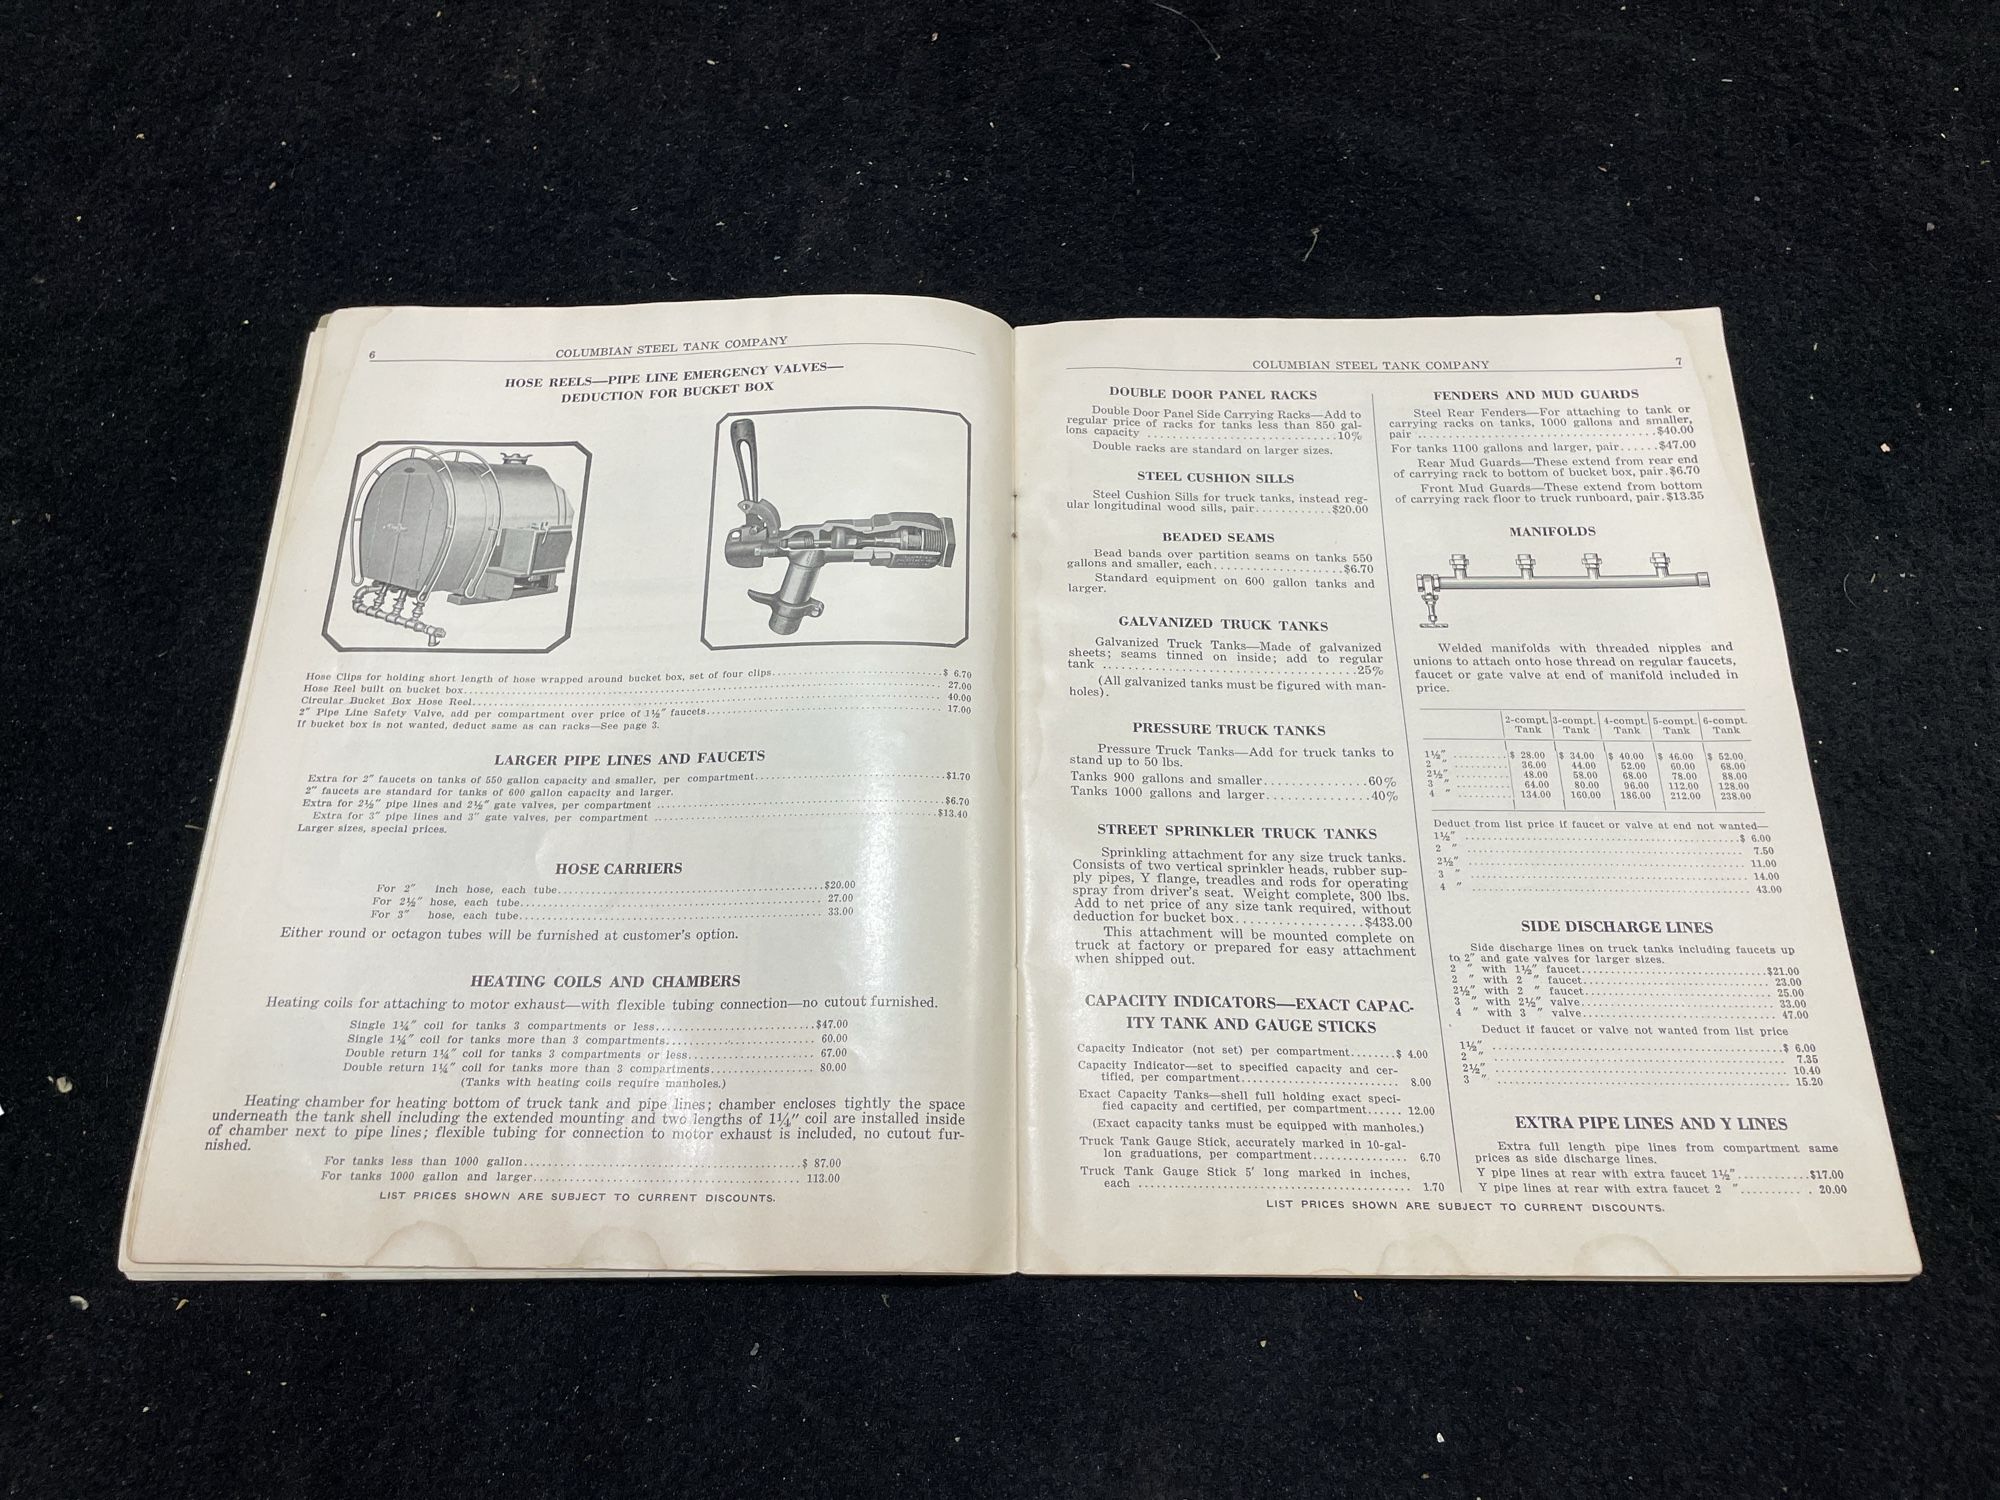 6
COLUMBIAN STEEL TANK COMPANY
HOSE REELS—PIPE LINE EMERGENCY VALVES—
DEDUCTION FOR BUCKET BOX
Hose Clips for holding short length of hose wrapped around bucket box, set of four clips...............$ 6.70
Hose Reel built on bucket box............... 27.00
Circular Bucket Box Hose Reel............... 40.00
2" Pipe Line Safety Valve, add per compartment over price of 1½" faucets............... 17.00
If bucket box is not wanted, deduct same as can racks—See page 3.
LARGER PIPE LINES AND FAUCETS
Extra for 2" faucets on tanks of 550 gallon capacity and smaller, per compartment...............$1.70
2" faucets are standard for tanks of 600 gallon capacity and larger.
Extra for 2½" pipe lines and 2½" gate valves, per compartment ...............$6.70
Extra for 3" pipe lines and 3" gate valves, per compartment ...............$13.40
Larger sizes, special prices.
HOSE CARRIERS
For 2" inch hose, each tube...............$20.00
For 2½" hose, each tube............... 27.00
For 3" hose, each tube............... 33.00
Either round or octagon tubes will be furnished at customer's option.
HEATING COILS AND CHAMBERS
Heating coils for attaching to motor exhaust—with flexible tubing connection—no cutout furnished.
Single 1¼" coil for tanks 3 compartments or less...............$47.00
Single 1¼" coil for tanks more than 3 compartments............... 60.00
Double return 1¼" coil for tanks 3 compartments or less............... 67.00
Double return 1¼" coil for tanks more than 3 compartments............... 80.00
(Tanks with heating coils require manholes.)
Heating chamber for heating bottom of truck tank and pipe lines; chamber encloses tightly the space
underneath the tank shell including the extended mounting and two lengths of 1¼" coil are installed inside
of chamber next to pipe lines; flexible tubing for connection to motor exhaust is included, no cutout fur-
nished.
For tanks less than 1000 gallon...............$ 87.00
For tanks 1000 gallon and larger............... 113.00
LIST PRICES SHOWN ARE SUBJECT TO CURRENT DISCOUNTS.
COLUMBIAN STEEL TANK COMPANY
7
DOUBLE DOOR PANEL RACKS
Double Door Panel Side Carrying Racks—Add to
regular price of racks for tanks less than 850 gal-
lons capacity ...............10%
Double racks are standard on larger sizes.
STEEL CUSHION SILLS
Steel Cushion Sills for truck tanks, instead reg-
ular longitudinal wood sills, pair............$20.00
BEADED SEAMS
Bead bands over partition seams on tanks 550
gallons and smaller, each...............$6.70
Standard equipment on 600 gallon tanks and
larger.
GALVANIZED TRUCK TANKS
Galvanized Truck Tanks—Made of galvanized
sheets; seams tinned on inside; add to regular
tank ...............25%
(All galvanized tanks must be figured with man-
holes).
PRESSURE TRUCK TANKS
Pressure Truck Tanks—Add for truck tanks to
stand up to 50 lbs.
Tanks 900 gallons and smaller...............60%
Tanks 1000 gallons and larger...............40%
STREET SPRINKLER TRUCK TANKS
Sprinkling attachment for any size truck tanks.
Consists of two vertical sprinkler heads, rubber sup-
ply pipes, Y flange, treadles and rods for operating
spray from driver's seat. Weight complete, 300 lbs.
Add to net price of any size tank required, without
deduction for bucket box...............$433.00
This attachment will be mounted complete on
truck at factory or prepared for easy attachment
when shipped out.
CAPACITY INDICATORS—EXACT CAPAC-
ITY TANK AND GAUGE STICKS
Capacity Indicator (not set) per compartment........$ 4.00
Capacity Indicator—set to specified capacity and cer-
tified, per compartment............... 8.00
Exact Capacity Tanks—shell full holding exact speci-
fied capacity and certified, per compartment...... 12.00
(Exact capacity tanks must be equipped with manholes.)
Truck Tank Gauge Stick, accurately marked in 10-gal-
lon graduations, per compartment............... 6.70
Truck Tank Gauge Stick 5' long marked in inches,
each ............... 1.70
FENDERS AND MUD GUARDS
Steel Rear Fenders—For attaching to tank or
carrying racks on tanks, 1000 gallons and smaller,
pair ...............$40.00
For tanks 1100 gallons and larger, pair......$47.00
Rear Mud Guards—These extend from rear end
of carrying rack to bottom of bucket box, pair.$6.70
Front Mud Guards—These extend from bottom
of carrying rack floor to truck runboard, pair.$13.35
MANIFOLDS
Welded manifolds with threaded nipples and
unions to attach onto hose thread on regular faucets,
faucet or gate valve at end of manifold included in
price.
2-compt. 3-compt. 4-compt. 5-compt. 6-compt.
Tank Tank Tank Tank Tank
1½" .......... $ 28.00 $ 34.00 $ 40.00 $ 46.00 $ 52.00
2 " .......... 36.00 44.00 52.00 60.00 68.00
2½" .......... 48.00 58.00 68.00 78.00 88.00
3 " .......... 64.00 80.00 96.00 112.00 128.00
4 " .......... 134.00 160.00 186.00 212.00 238.00
Deduct from list price if faucet or valve at end not wanted—
1½" ...............$ 6.00
2 " ............... 7.50
2½" ............... 11.00
3 " ............... 14.00
4 " ............... 43.00
SIDE DISCHARGE LINES
Side discharge lines on truck tanks including faucets up
to 2" and gate valves for larger sizes.
2 " with 1½" faucet...............$21.00
2 " with 2 " faucet............... 23.00
2½" with 2 " faucet............... 25.00
3 " with 2½" valve............... 33.00
4 " with 3 " valve............... 47.00
Deduct if faucet or valve not wanted from list price
1½" ...............$ 6.00
2 " ............... 7.35
2½" ............... 10.40
3 " ............... 15.20
EXTRA PIPE LINES AND Y LINES
Extra full length pipe lines from compartment same
prices as side discharge lines.
Y pipe lines at rear with extra faucet 1½"...........$17.00
Y pipe lines at rear with extra faucet 2 "........... 20.00
LIST PRICES SHOWN ARE SUBJECT TO CURRENT DISCOUNTS.